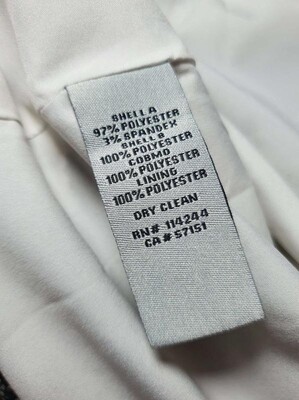 SHELL A
97% POLYESTER
3% SPANDEX
SHELL B
100% POLYESTER
COBMO
100% POLYESTER
LINING
100% POLYESTER
DRY CLEAN
RN# 114244
CA# 57151